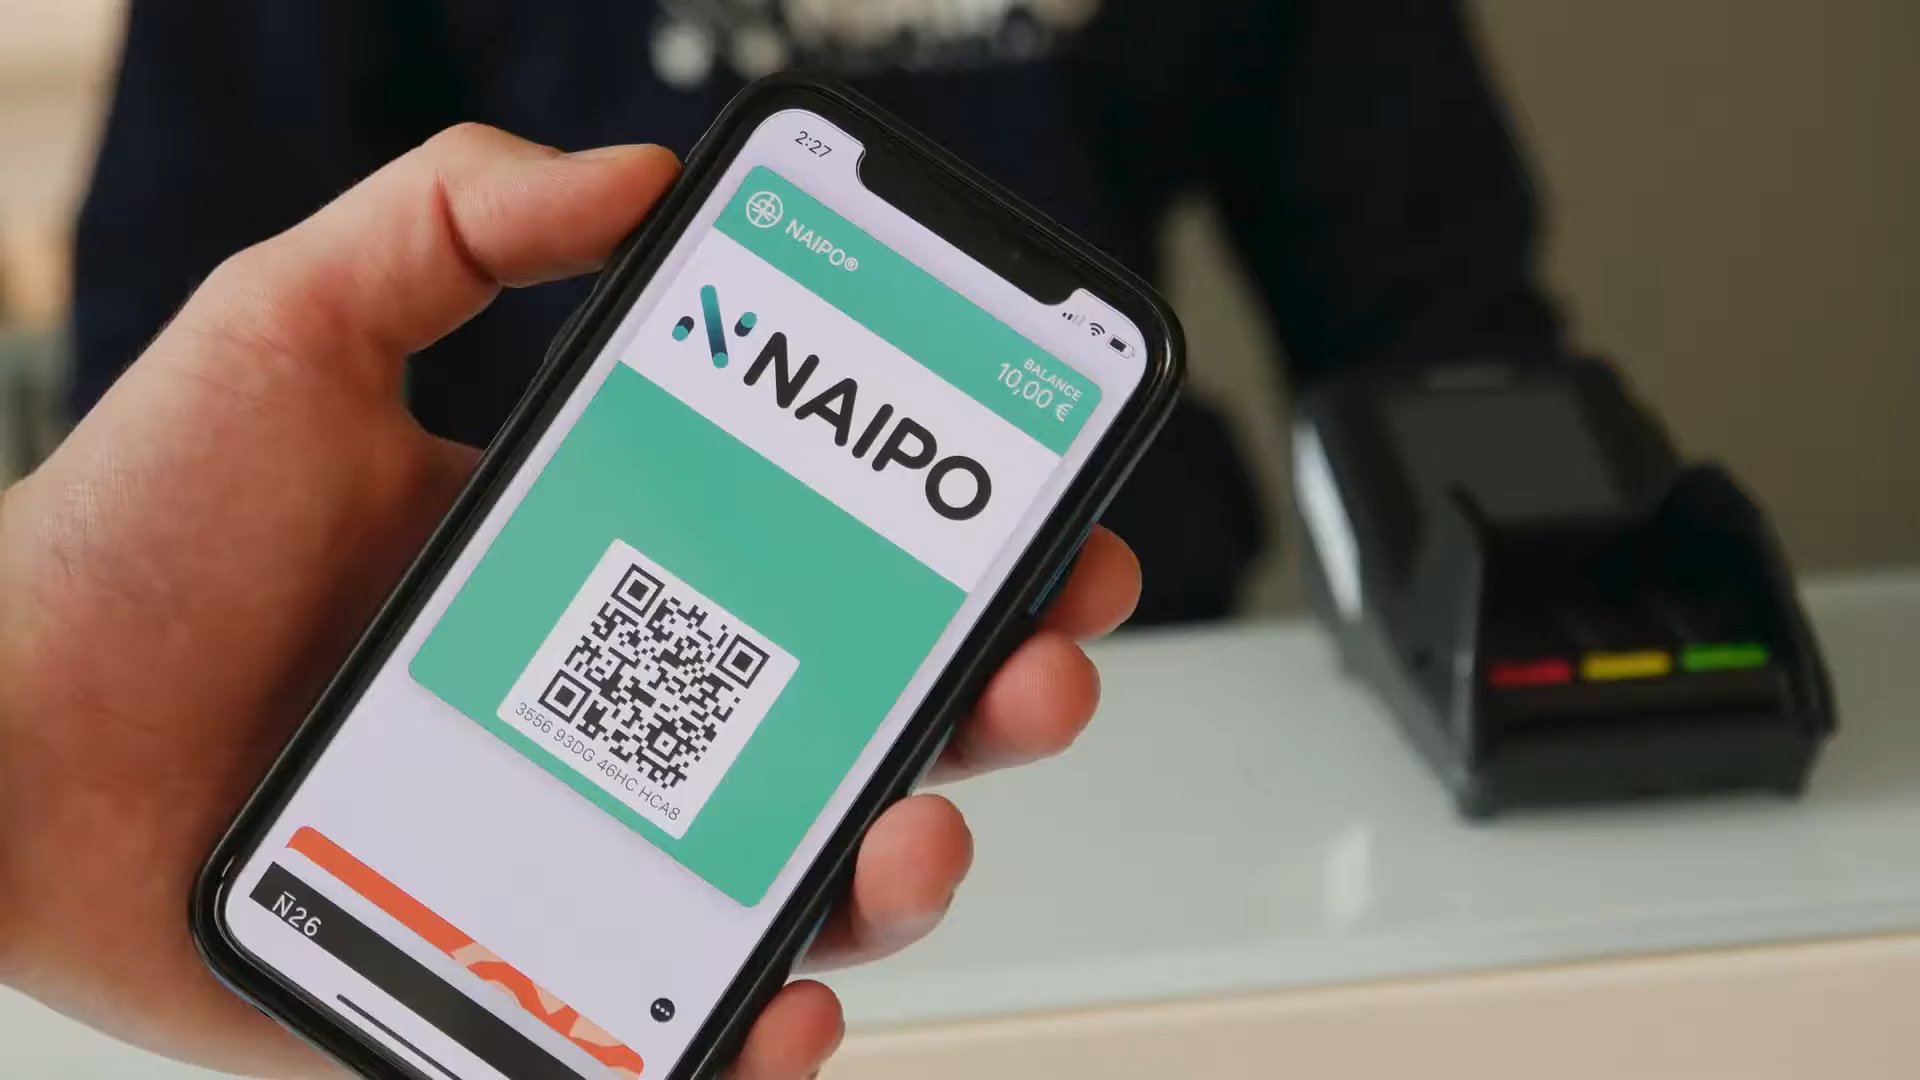 2:27
NAIPO®
BALANCE
10,00 €
NAIPO
3556 93DG 46HC HCA8
N26